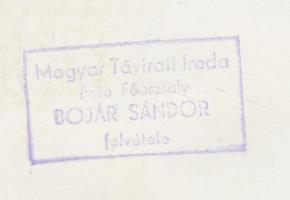 Magyar Távirati Iroda
Foto Főosztály
BOJÁR SÁNDOR
felvétele